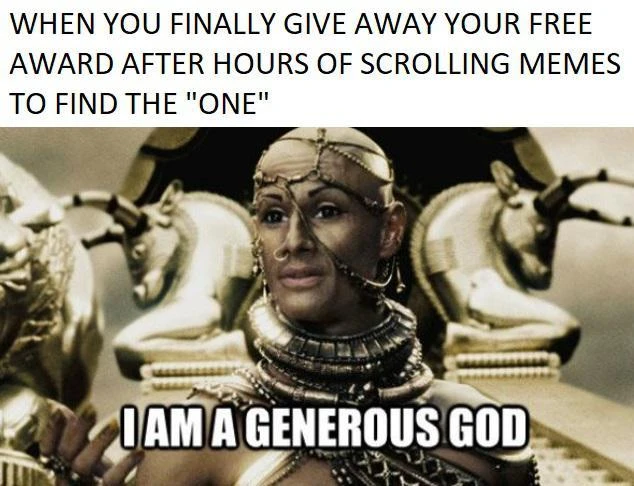 WHEN YOU FINALLY GIVE AWAY YOUR FREE
AWARD AFTER HOURS OF SCROLLING MEMES
TO FIND THE "ONE"
I AM A GENEROUS GOD